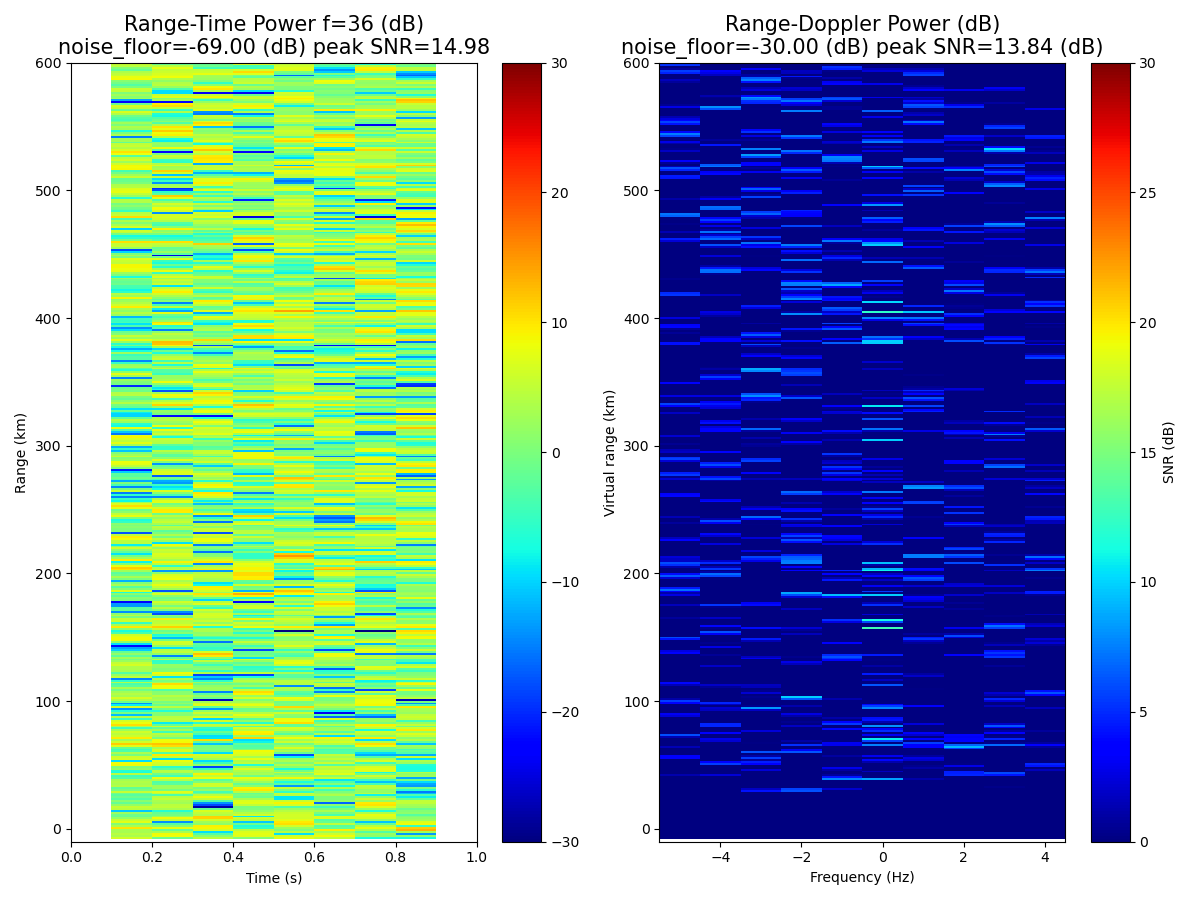 Range-Time Power f=36 (dB)
noise_floor=-69.00 (dB) peak SNR=14.98
Range (km)
600
500
400
300
200
100
0
0.0 0.2 0.4 0.6 0.8 1.0
Time (s)
30
20
10
0
−10
−20
−30
Range-Doppler Power (dB)
noise_floor=-30.00 (dB) peak SNR=13.84 (dB)
Virtual range (km)
600
500
400
300
200
100
0
−4 −2 0 2 4
Frequency (Hz)
30
25
20
15
10
5
0
SNR (dB)